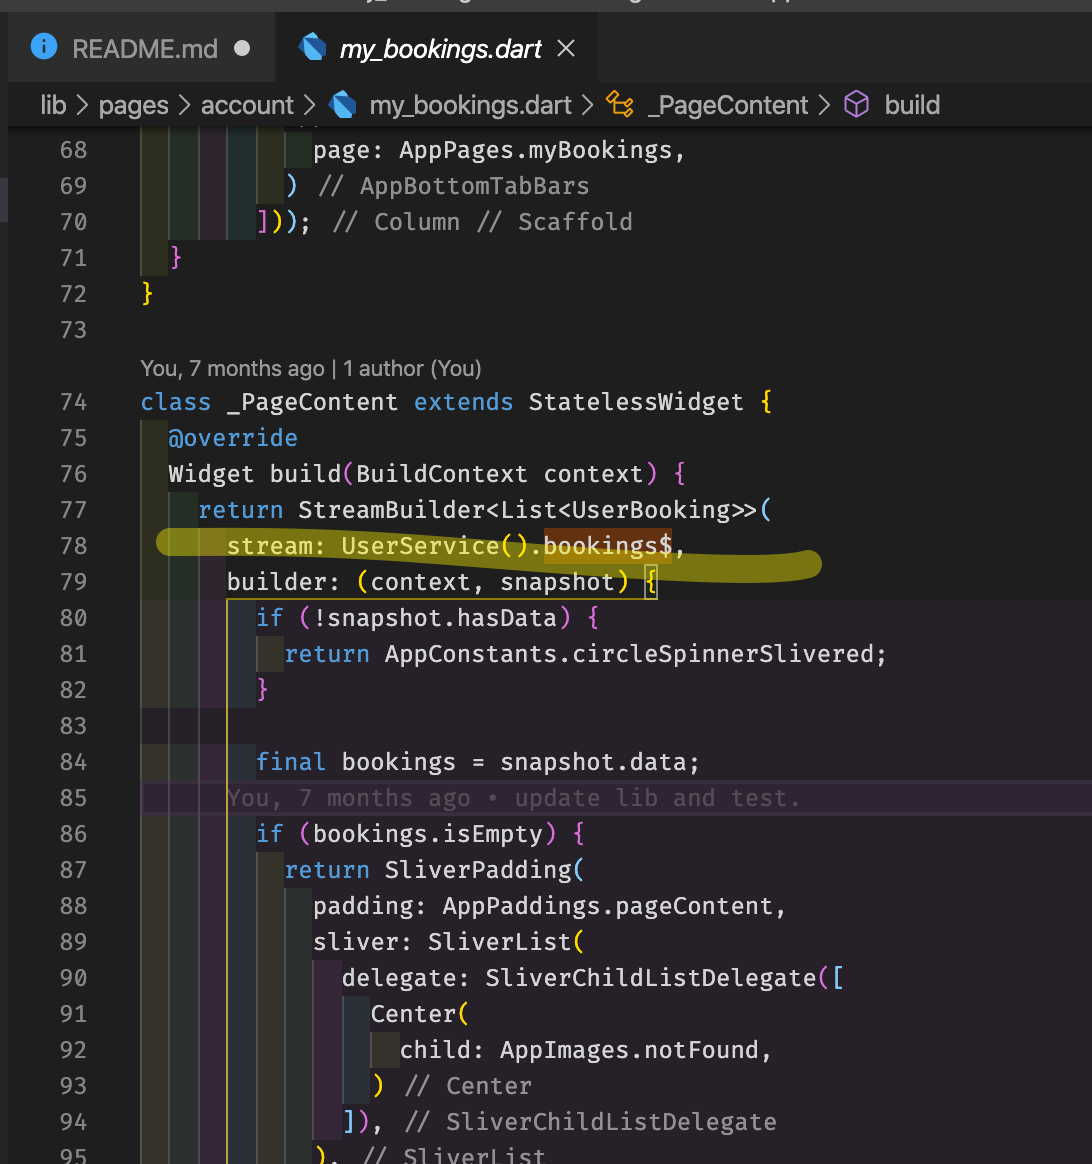 README.md
my_bookings.dart
lib > pages > account > my_bookings.dart > _PageContent > build
68 page: AppPages.myBookings,
69 ) // AppBottomTabBars
70 ])); // Column // Scaffold
71 }
72 }
73
You, 7 months ago | 1 author (You)
74 class _PageContent extends StatelessWidget {
75 @override
76 Widget build(BuildContext context) {
77 return StreamBuilder<List<UserBooking>>(
78 stream: UserService().bookings$,
79 builder: (context, snapshot) {
80 if (!snapshot.hasData) {
81 return AppConstants.circleSpinnerSlivered;
82 }
83
84 final bookings = snapshot.data;
85 You, 7 months ago • update lib and test.
86 if (bookings.isEmpty) {
87 return SliverPadding(
88 padding: AppPaddings.pageContent,
89 sliver: SliverList(
90 delegate: SliverChildListDelegate([
91 Center(
92 child: AppImages.notFound,
93 ) // Center
94 ]), // SliverChildListDelegate
95 ), // SliverList